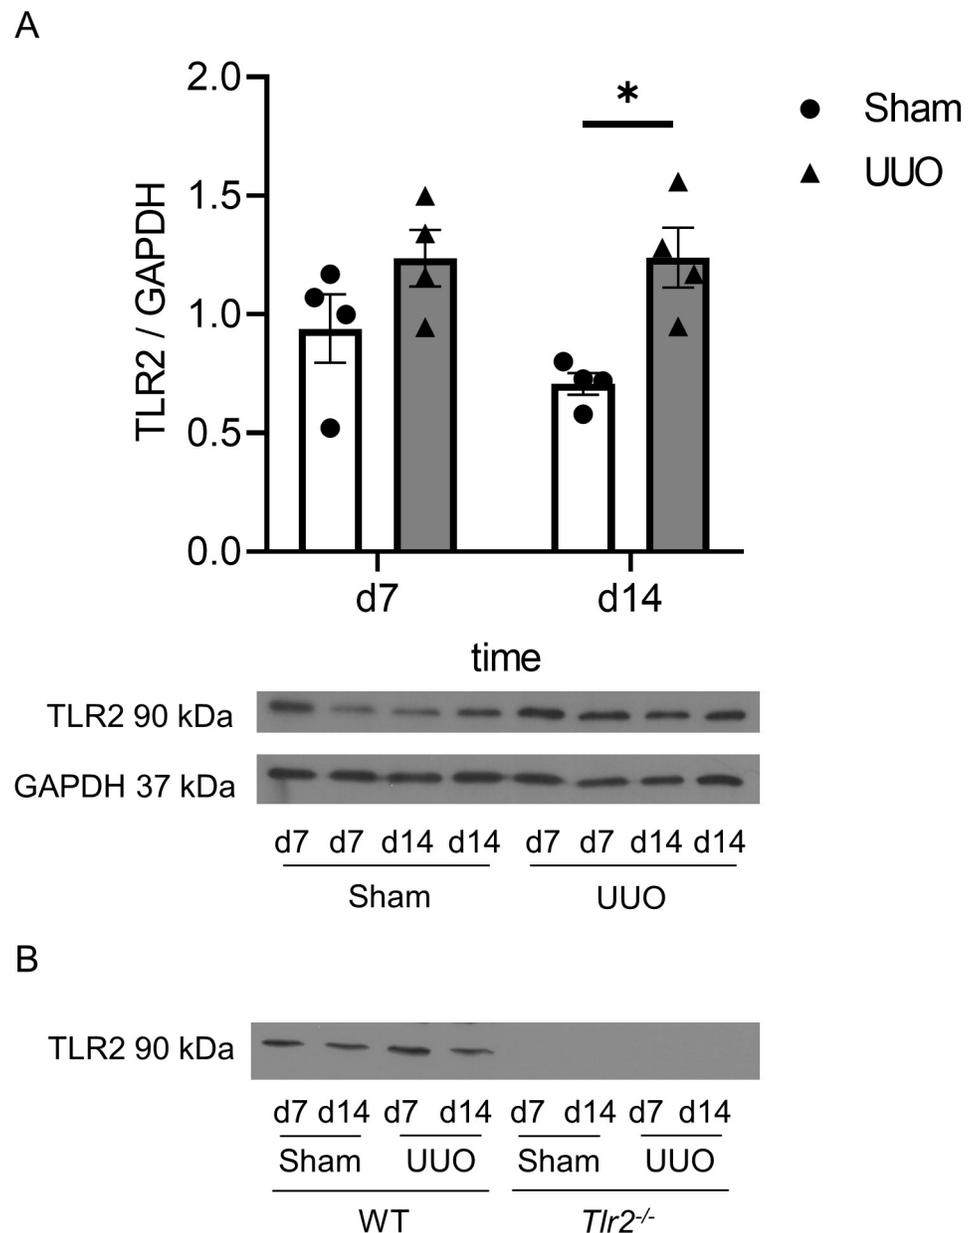 A
2.0
1.5
1.0
0.5
0.0
TLR2 / GAPDH
*
Sham
UUO
d7 d14
time
TLR2 90 kDa
GAPDH 37 kDa
d7 d7 d14 d14 d7 d7 d14 d14
Sham UUO
B
TLR2 90 kDa
d7 d14 d7 d14 d7 d14 d7 d14
Sham UUO Sham UUO
WT Tlr2-/-